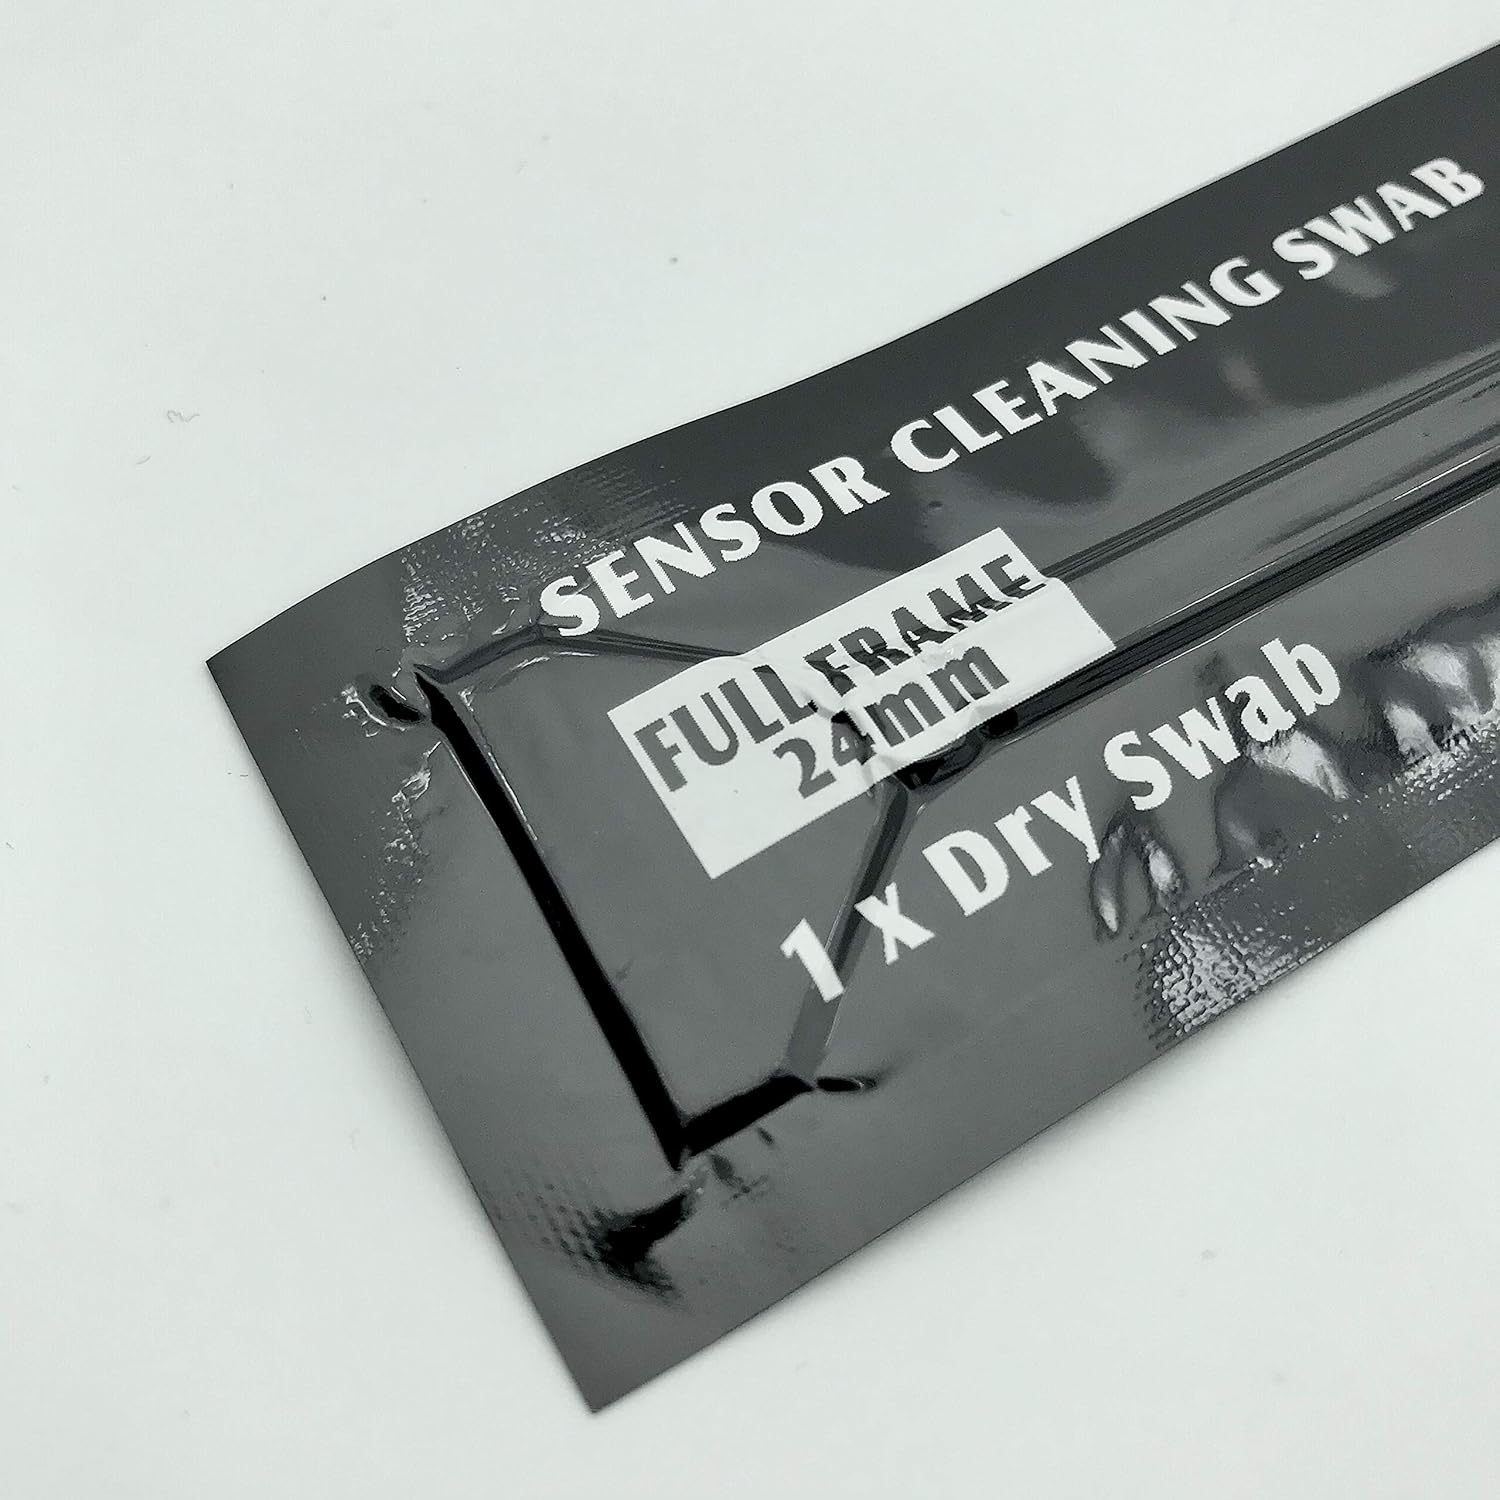 SENSOR CLEANING SWAB
FULL FRAME
24mm
1 x Dry Swab